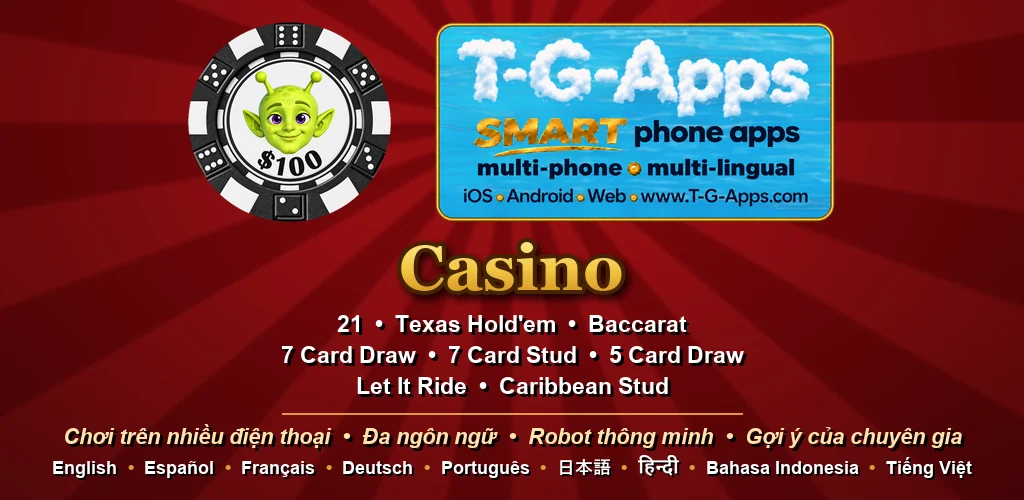 $100
T-G-Apps
SMART phone apps
multi-phone • multi-lingual
iOS • Android • Web • www.T-G-Apps.com
Casino
21 • Texas Hold'em • Baccarat
7 Card Draw • 7 Card Stud • 5 Card Draw
Let It Ride • Caribbean Stud
Chơi trên nhiều điện thoại • Đa ngôn ngữ • Robot thông minh • Gợi ý của chuyên gia
English • Español • Français • Deutsch • Português • 日本語 • हिन्दी • Bahasa Indonesia • Tiếng Việt